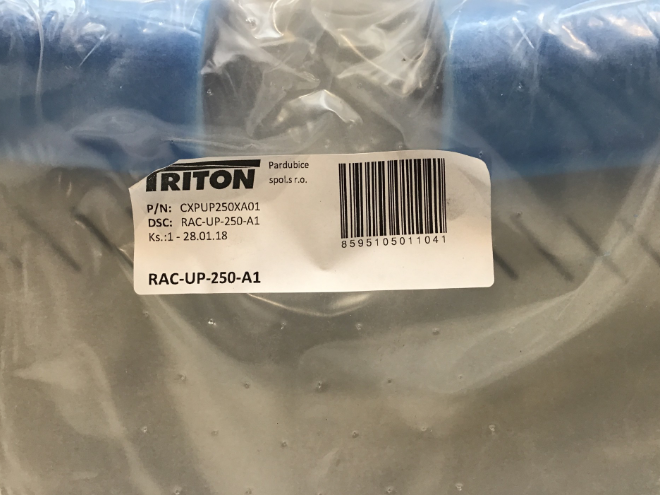 TRITON
Pardubice
spol.s r.o.
P/N: CXPUP250XA01
DSC: RAC-UP-250-A1
Ks.:1 - 28.01.18
8595105011041
RAC-UP-250-A1